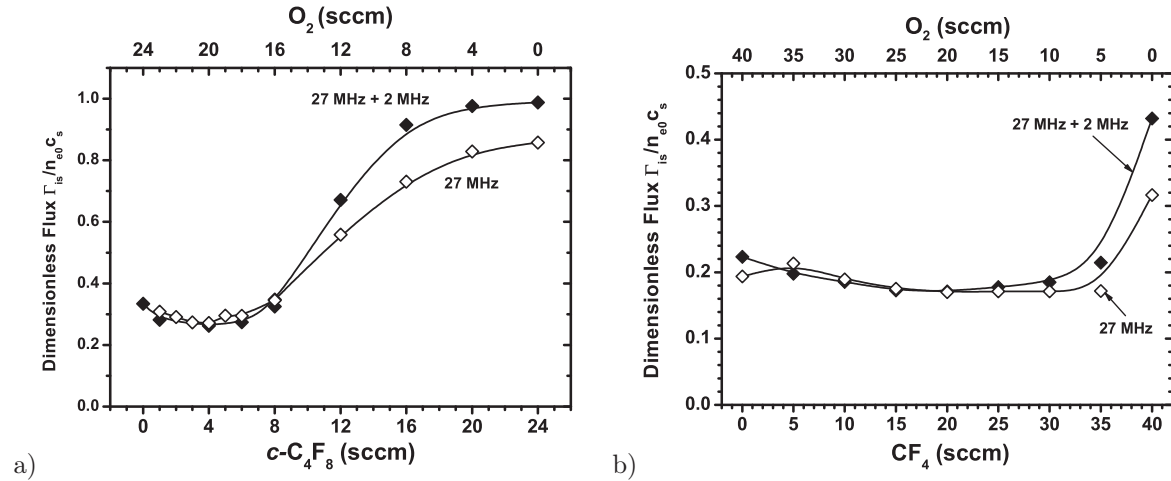 O₂ (sccm)
24 20 16 12 8 4 0
1.0
0.8
0.6
0.4
0.2
0.0
Dimensionless Flux Γis/ne0cs
27 MHz + 2 MHz
27 MHz
0 4 8 12 16 20 24
c-C₄F₈ (sccm)
a)
O₂ (sccm)
40 35 30 25 20 15 10 5 0
0.5
0.4
0.3
0.2
0.1
0.0
Dimensionless Flux Γis/ne0cs
27 MHz + 2 MHz
27 MHz
0 5 10 15 20 25 30 35 40
CF₄ (sccm)
b)